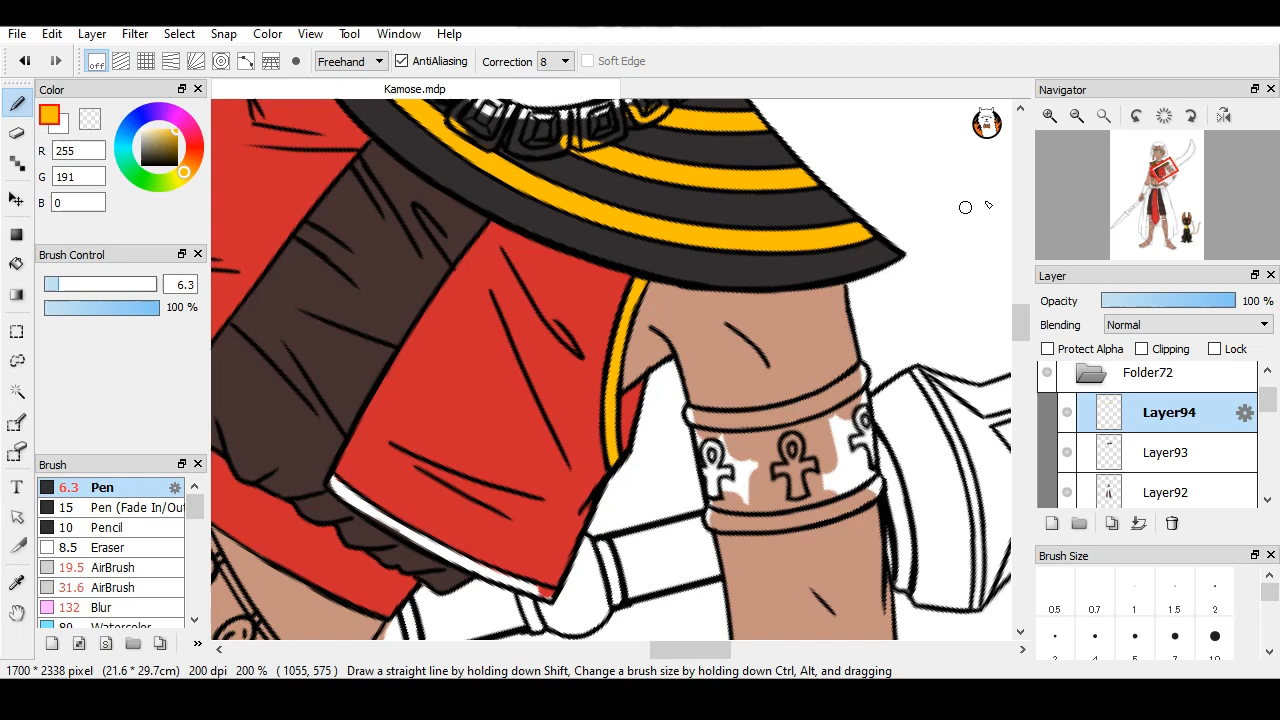 File Edit Layer Filter Select Snap Color View Tool Window Help
off Freehand AntiAliasing Correction 8 Soft Edge
Color
Kamose.mdp
Navigator
R 255
G 191
B 0
Brush Control
6.3
100 %
Layer
Opacity 100 %
Blending Normal
Protect Alpha Clipping Lock
Folder72
Layer94
Layer93
Layer92
Brush
6.3 Pen
15 Pen (Fade In/Out
10 Pencil
8.5 Eraser
19.5 AirBrush
31.6 AirBrush
132 Blur
80 Watercolor
Brush Size
0.5 0.7 1 1.5 2
1700 * 2338 pixel (21.6 * 29.7cm) 200 dpi 200 % ( 1055, 575 ) Draw a straight line by holding down Shift, Change a brush size by holding down Ctrl, Alt, and dragging